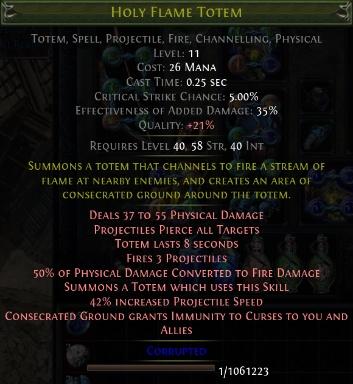 Holy Flame Totem
Totem, Spell, Projectile, Fire, Channelling, Physical
Level: 11
Cost: 26 Mana
Cast Time: 0.25 sec
Critical Strike Chance: 5.00%
Effectiveness of Added Damage: 35%
Quality: +21%
Requires Level 40, 58 Str, 40 Int
Summons a totem that channels to fire a stream of
flame at nearby enemies, and creates an area of
consecrated ground around the totem.
Deals 37 to 55 Physical Damage
Projectiles Pierce all Targets
Totem lasts 8 seconds
Fires 3 Projectiles
50% of Physical Damage Converted to Fire Damage
Summons a Totem which uses this Skill
42% increased Projectile Speed
Consecrated Ground grants Immunity to Curses to you and
Allies
Corrupted
1/1061223